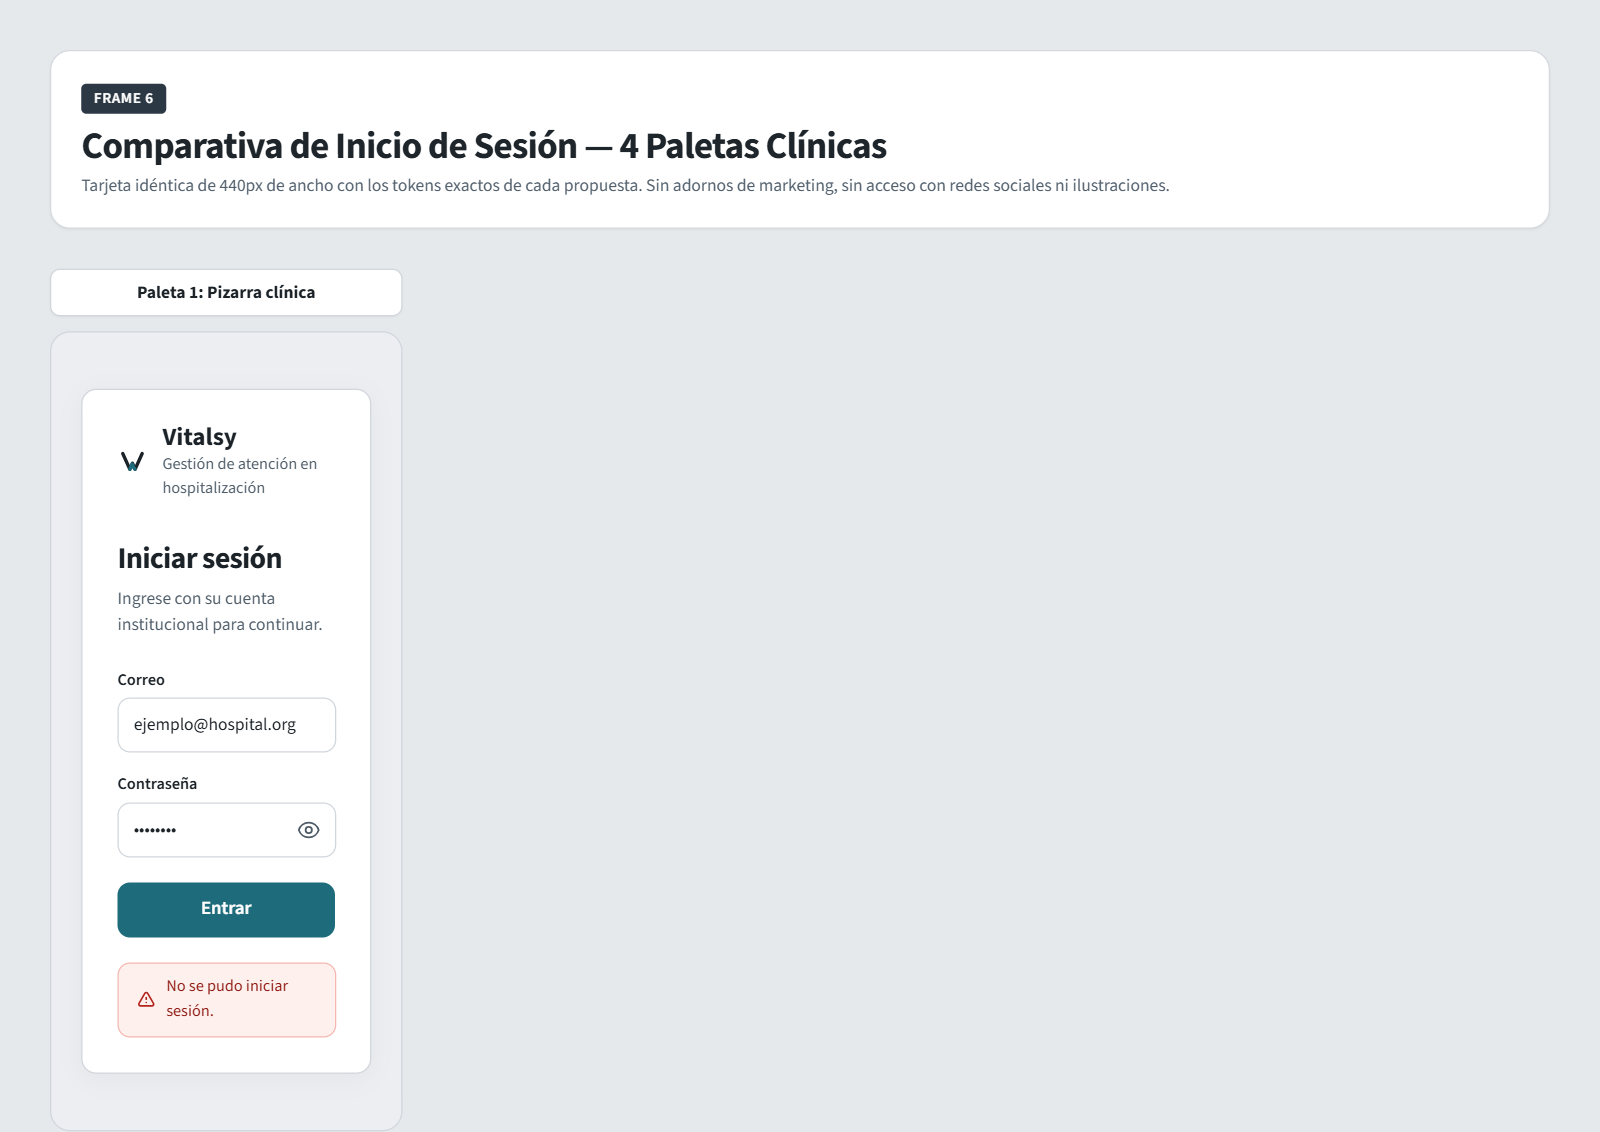 FRAME 6
Comparativa de Inicio de Sesión — 4 Paletas Clínicas
Tarjeta idéntica de 440px de ancho con los tokens exactos de cada propuesta. Sin adornos de marketing, sin acceso con redes sociales ni ilustraciones.
Paleta 1: Pizarra clínica
Vitalsy
Gestión de atención en
hospitalización
Iniciar sesión
Ingrese con su cuenta
institucional para continuar.
Correo
ejemplo@hospital.org
Contraseña
••••••••
Entrar
No se pudo iniciar
sesión.